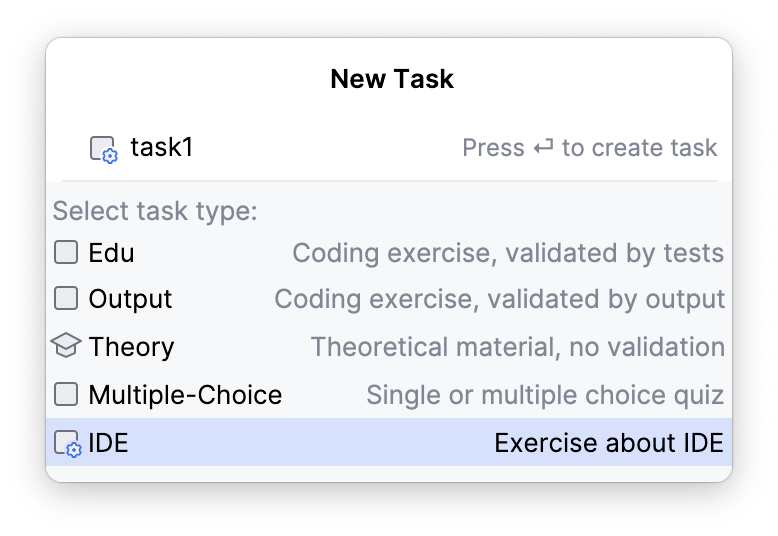 New Task
task1 Press ⏎ to create task
Select task type:
Edu Coding exercise, validated by tests
Output Coding exercise, validated by output
Theory Theoretical material, no validation
Multiple-Choice Single or multiple choice quiz
IDE Exercise about IDE